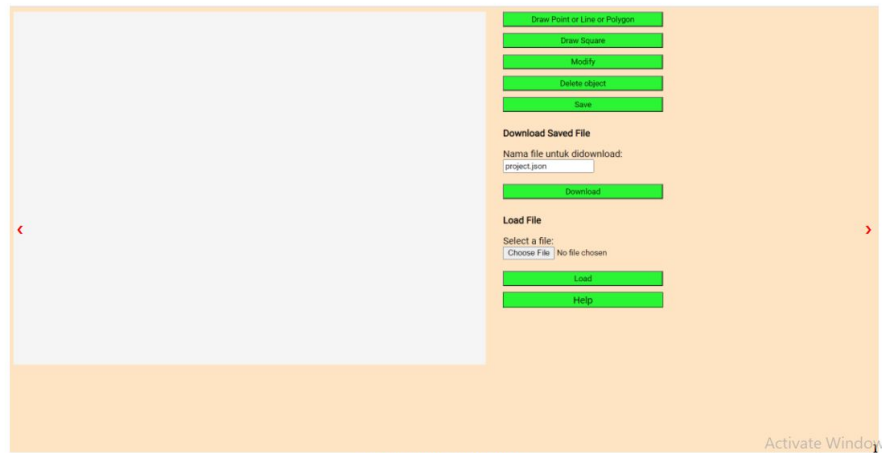 Draw Point or Line or Polygon
Draw Square
Modify
Delete object
Save
Download Saved File
Nama file untuk didownload:
project.json
Download
Load File
‹ ›
Select a file:
Choose File No file chosen
Load
Help
Activate Window
1